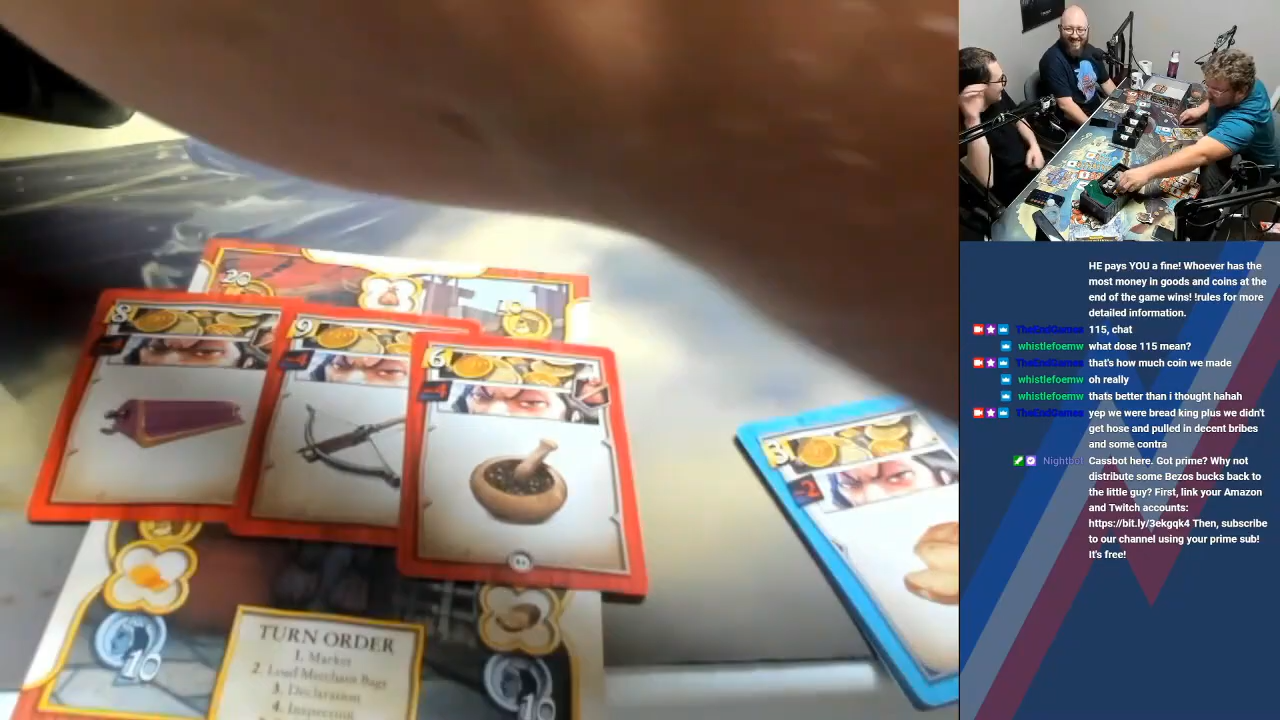 20
8
9
6
3
-2
10
10
TURN ORDER
1. Market
2. Load Merchant Bags
3. Declaration
4. Inspection
HE pays YOU a fine! Whoever has the
most money in goods and coins at the
end of the game wins! !rules for more
detailed information.
TheEndGames 115, chat
whistlefoemw what dose 115 mean?
TheEndGames that's how much coin we made
whistlefoemw oh really
whistlefoemw thats better than i thought hahah
TheEndGames yep we were bread king plus we didn't
get hose and pulled in decent bribes
and some contra
Nightbot Cassbot here. Got prime? Why not
distribute some Bezos bucks back to
the little guy? First, link your Amazon
and Twitch accounts:
https://bit.ly/3ekgqk4 Then, subscribe
to our channel using your prime sub!
It's free!